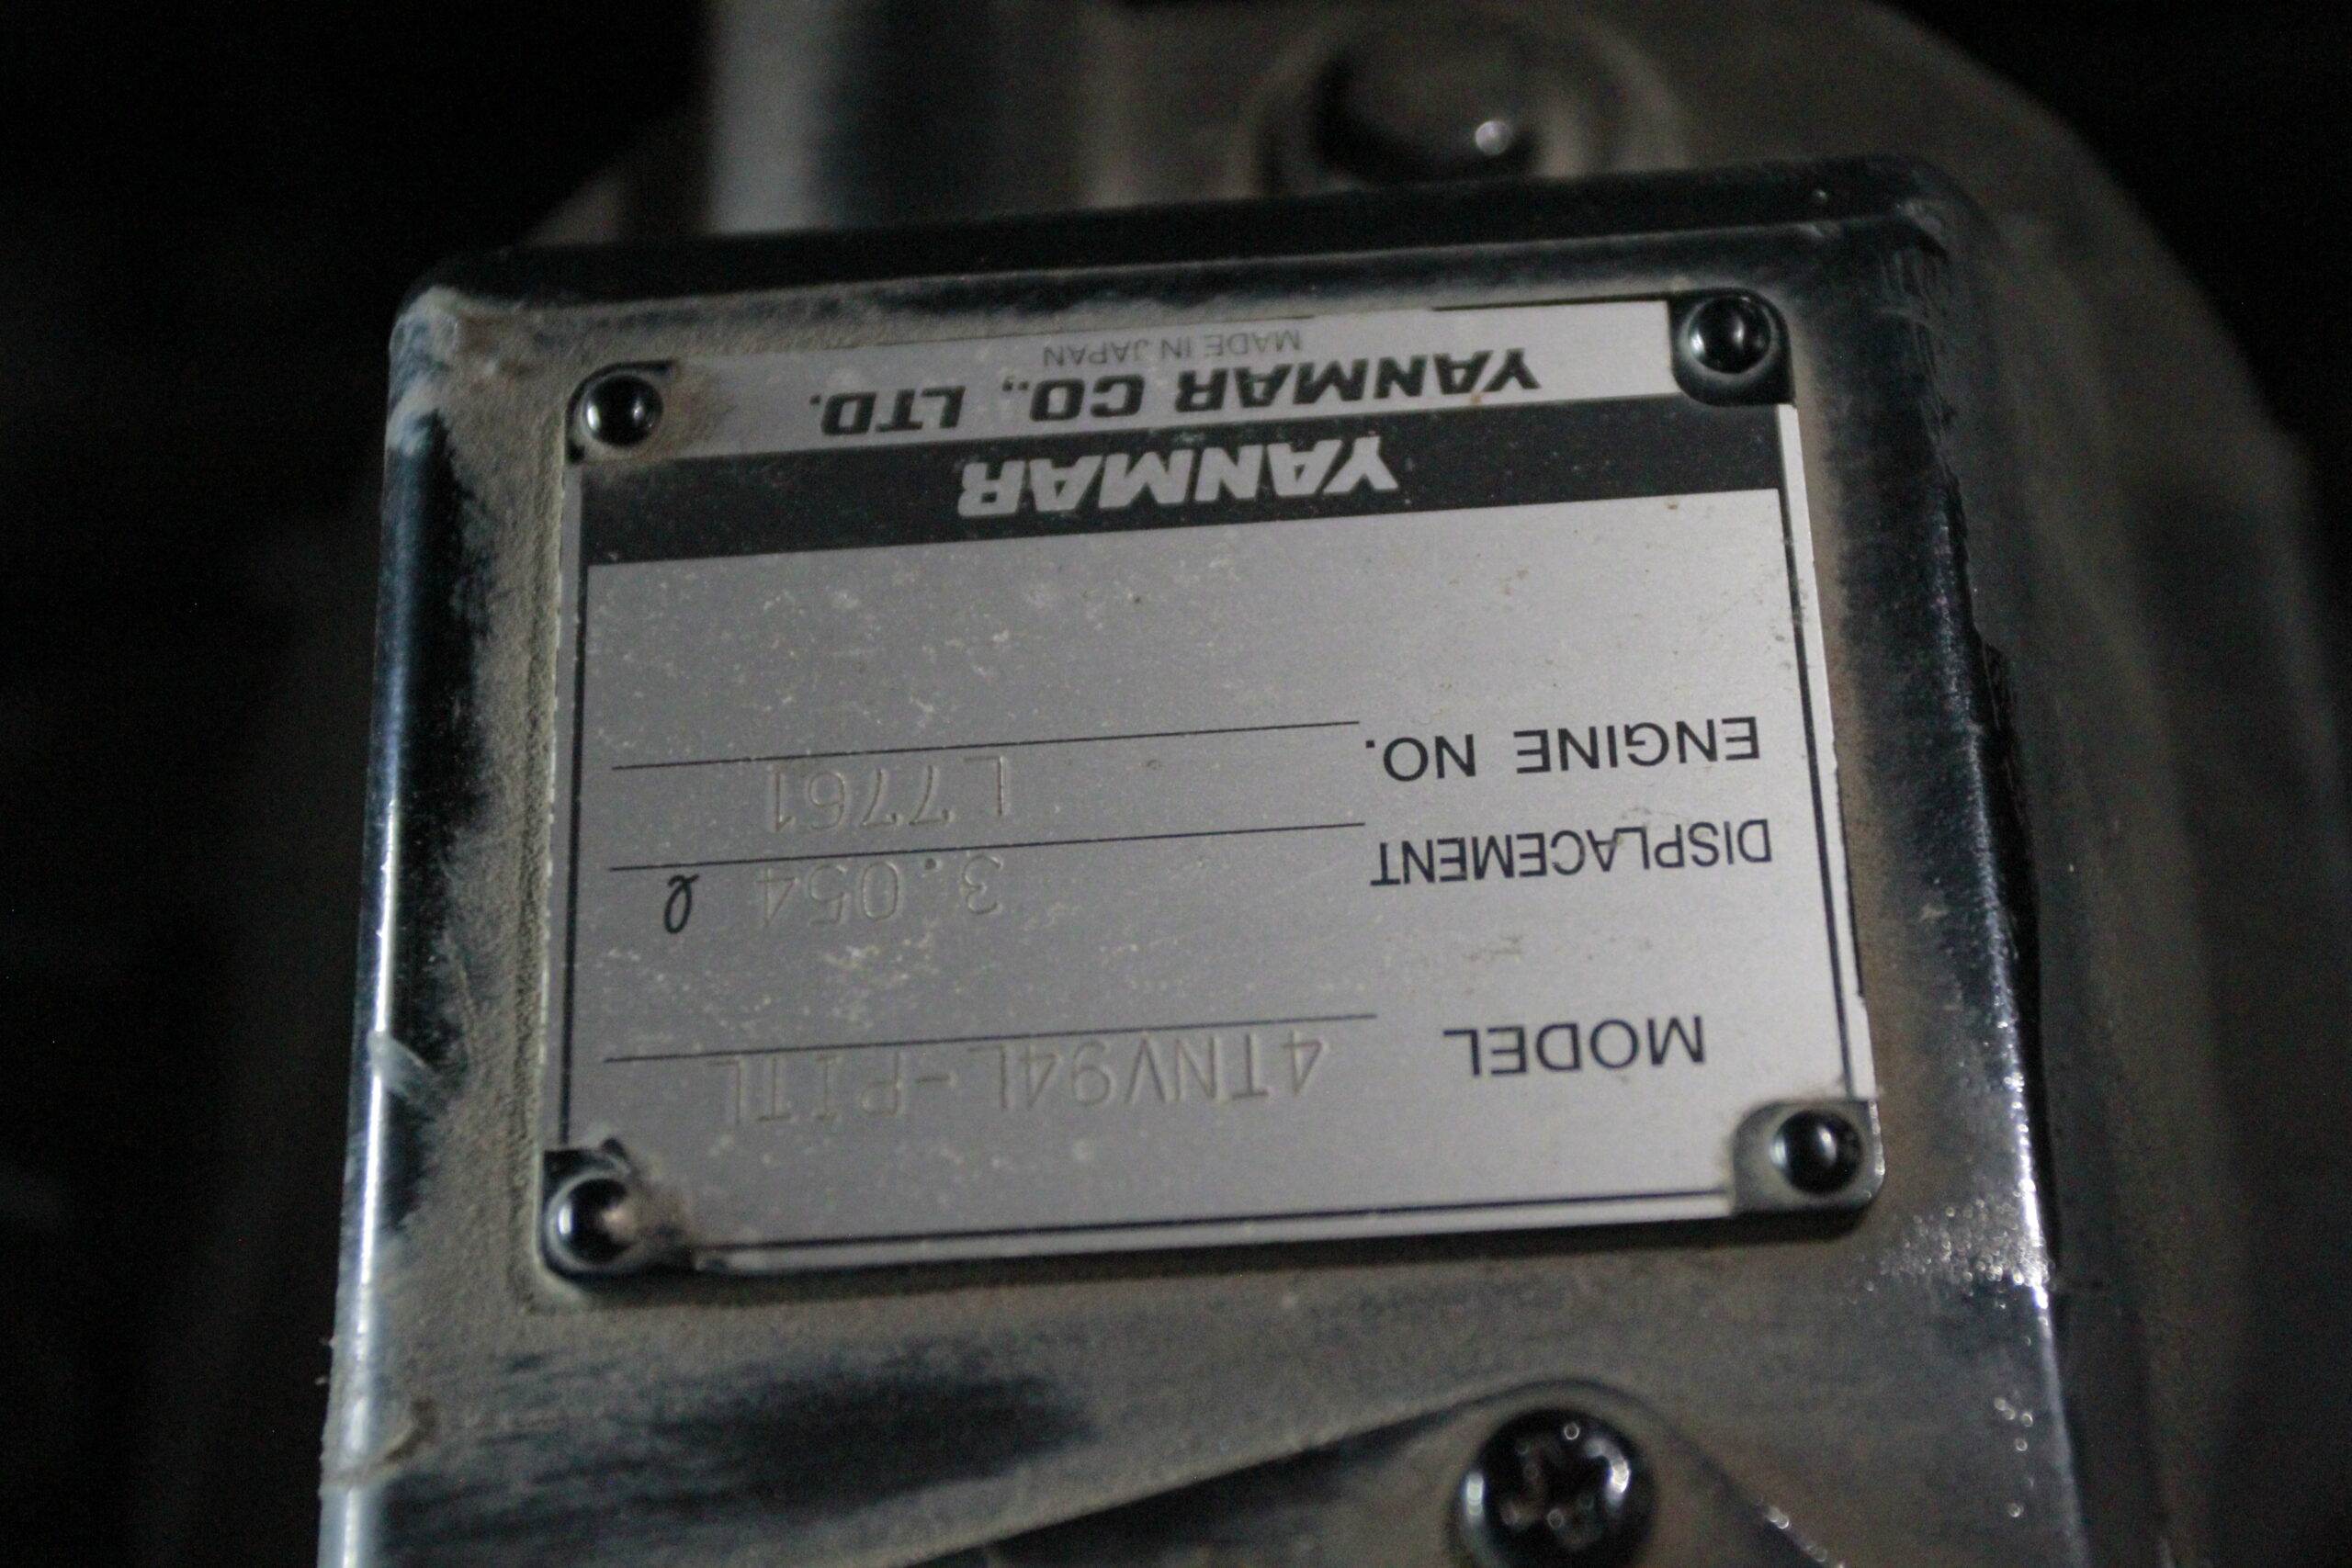 MODEL 4TNV94L-PITL
DISPLACEMENT 3.054 ℓ
ENGINE NO. L7761
YANMAR
YANMAR CO., LTD.
MADE IN JAPAN